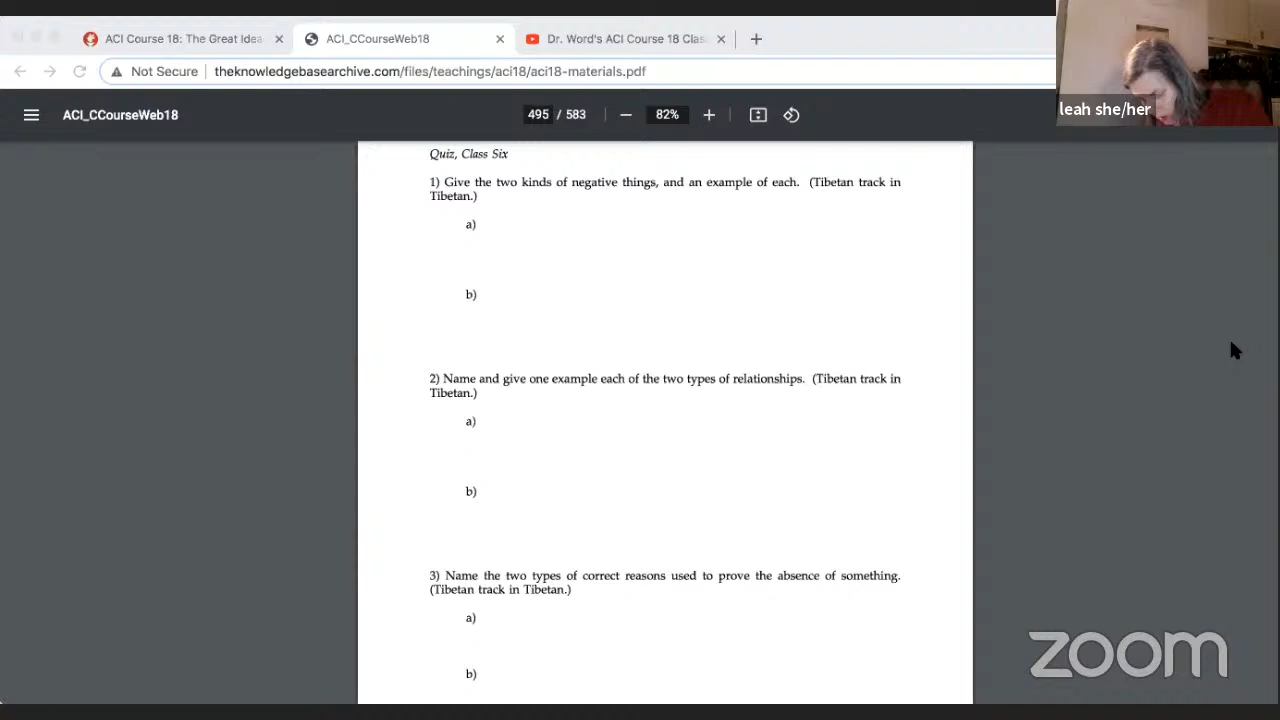 ACI Course 18: The Great Idea
ACI_CCourseWeb18
Dr. Word's ACI Course 18 Clas
Not Secure
theknowledgebasearchive.com/files/teachings/aci18/aci18-materials.pdf
ACI_CCourseWeb18
495 / 583
82%
leah she/her
Quiz, Class Six
1) Give the two kinds of negative things, and an example of each. (Tibetan track in
Tibetan.)
a)
b)
2) Name and give one example each of the two types of relationships. (Tibetan track in
Tibetan.)
a)
b)
3) Name the two types of correct reasons used to prove the absence of something.
(Tibetan track in Tibetan.)
a)
b)
zoom